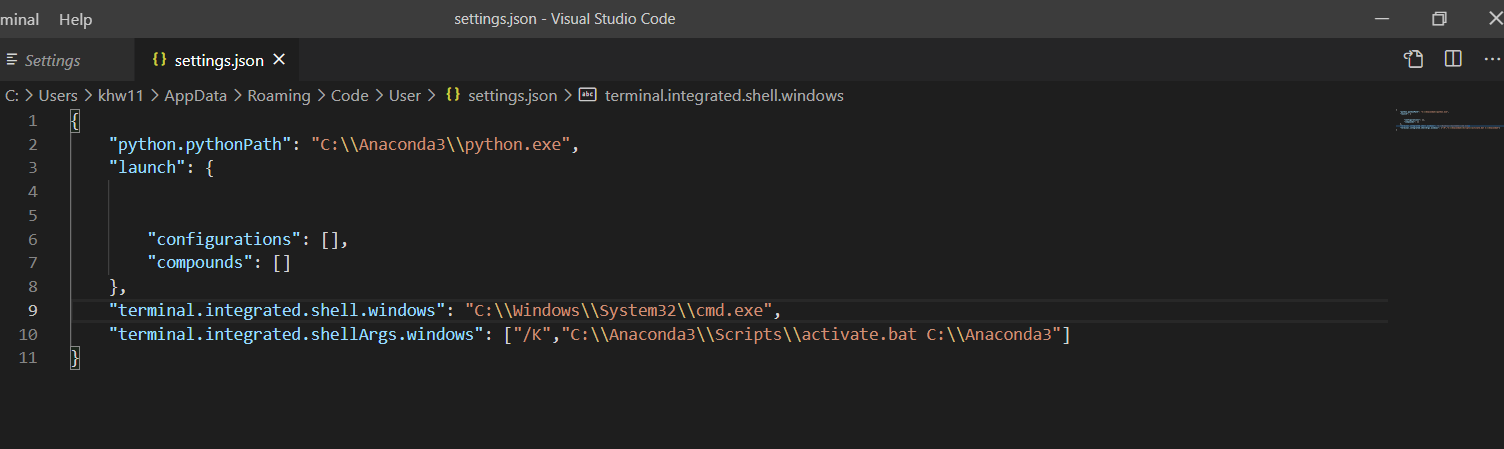 minal Help settings.json - Visual Studio Code
Settings {} settings.json
C: > Users > khw11 > AppData > Roaming > Code > User > {} settings.json > abc terminal.integrated.shell.windows
1 {
2 "python.pythonPath": "C:\\Anaconda3\\python.exe",
3 "launch": {
4
5
6 "configurations": [],
7 "compounds": []
8 },
9 "terminal.integrated.shell.windows": "C:\\Windows\\System32\\cmd.exe",
10 "terminal.integrated.shellArgs.windows": ["/K","C:\\Anaconda3\\Scripts\\activate.bat C:\\Anaconda3"]
11 }